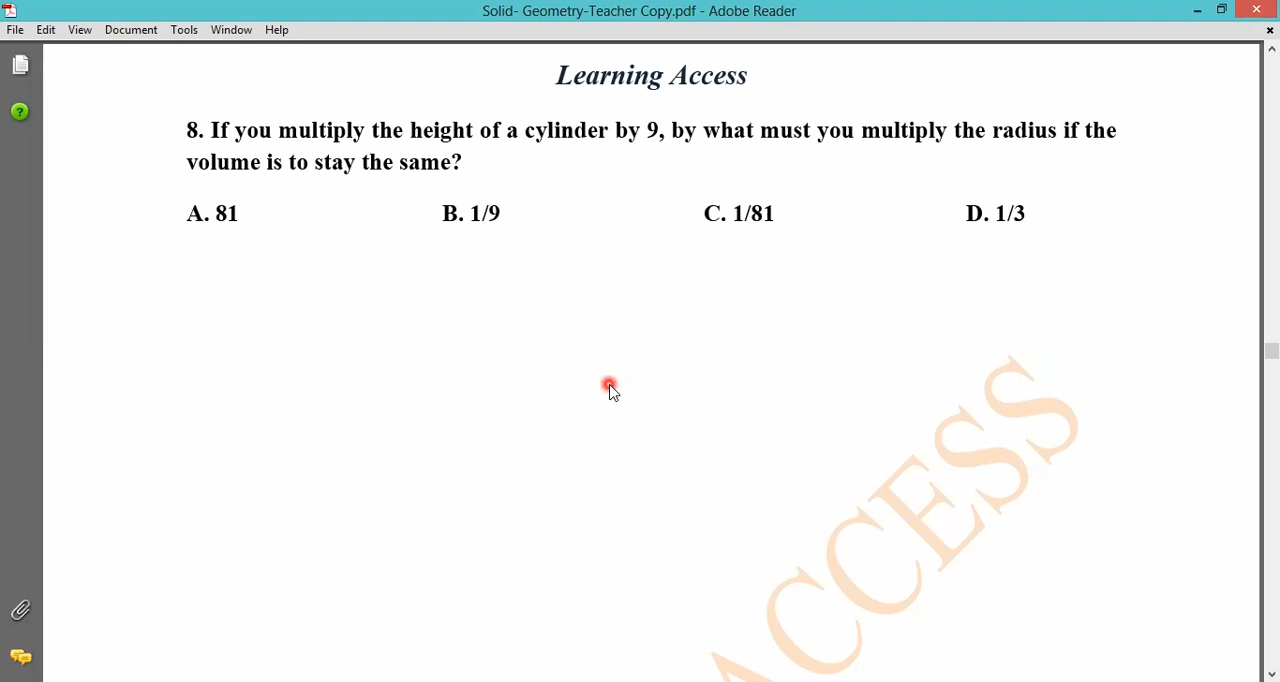 Solid- Geometry-Teacher Copy.pdf - Adobe Reader
File Edit View Document Tools Window Help
Learning Access
8. If you multiply the height of a cylinder by 9, by what must you multiply the radius if the
volume is to stay the same?
A. 81 B. 1/9 C. 1/81 D. 1/3
ACCESS